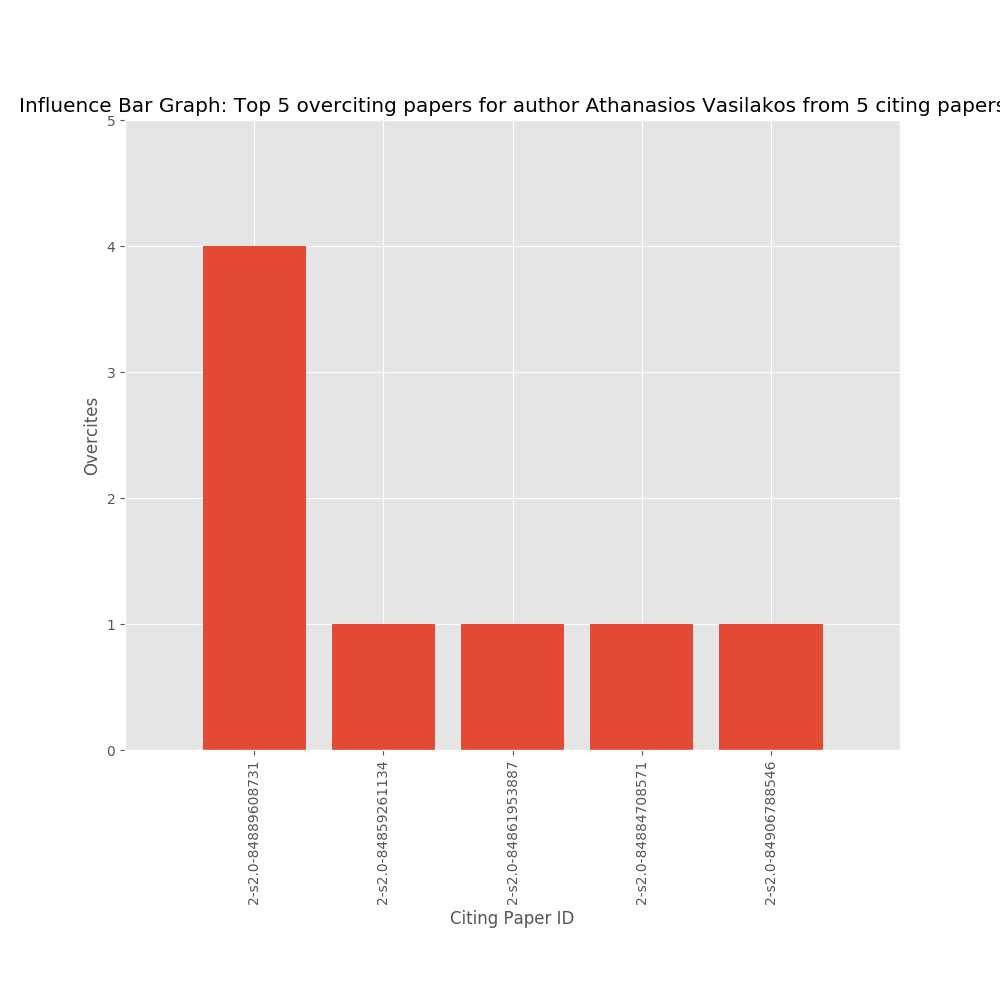 Influence Bar Graph: Top 5 overciting papers for author Athanasios Vasilakos from 5 citing papers
5
4
3
2
1
0
Overcites
2-s2.0-84889608731
2-s2.0-84859261134
2-s2.0-84861953887
2-s2.0-84884708571
2-s2.0-84906788546
Citing Paper ID